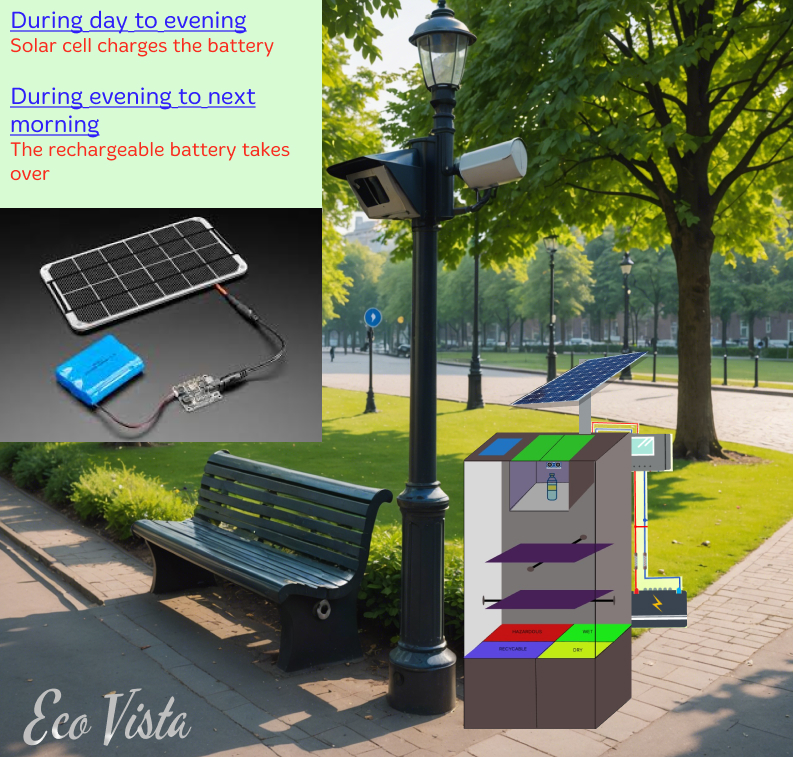 During day to evening
Solar cell charges the battery
During evening to next
morning
The rechargeable battery takes
over
HAZARDOUS
WET
RECYCLABLE
DRY
Eco Vista